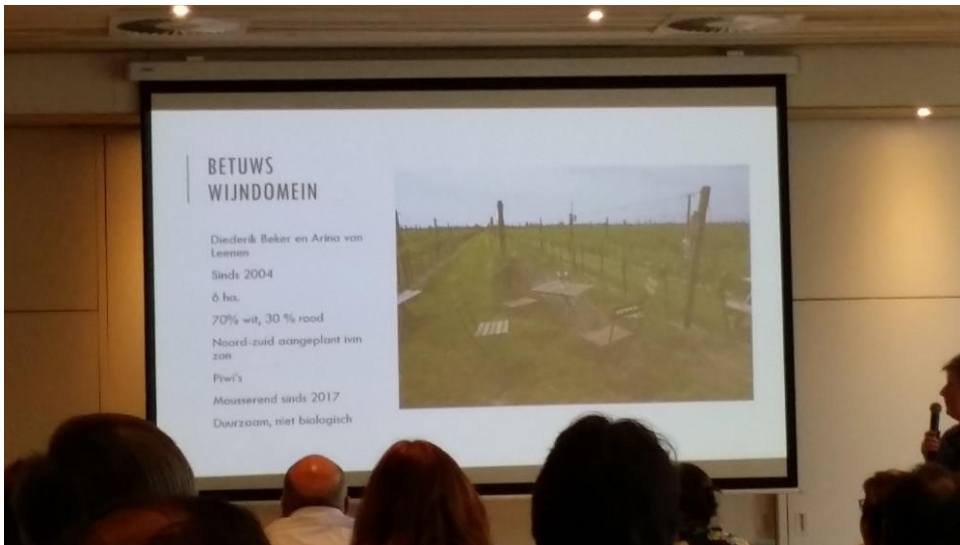 BETUWS
WIJNDOMEIN
Diederik Beker en Arina van
Leenen
Sinds 2004
6 ha.
70% wit, 30 % rood
Noord-zuid aangeplant ivm
zon
Piwi's
Mousserend sinds 2017
Duurzaam, niet biologisch